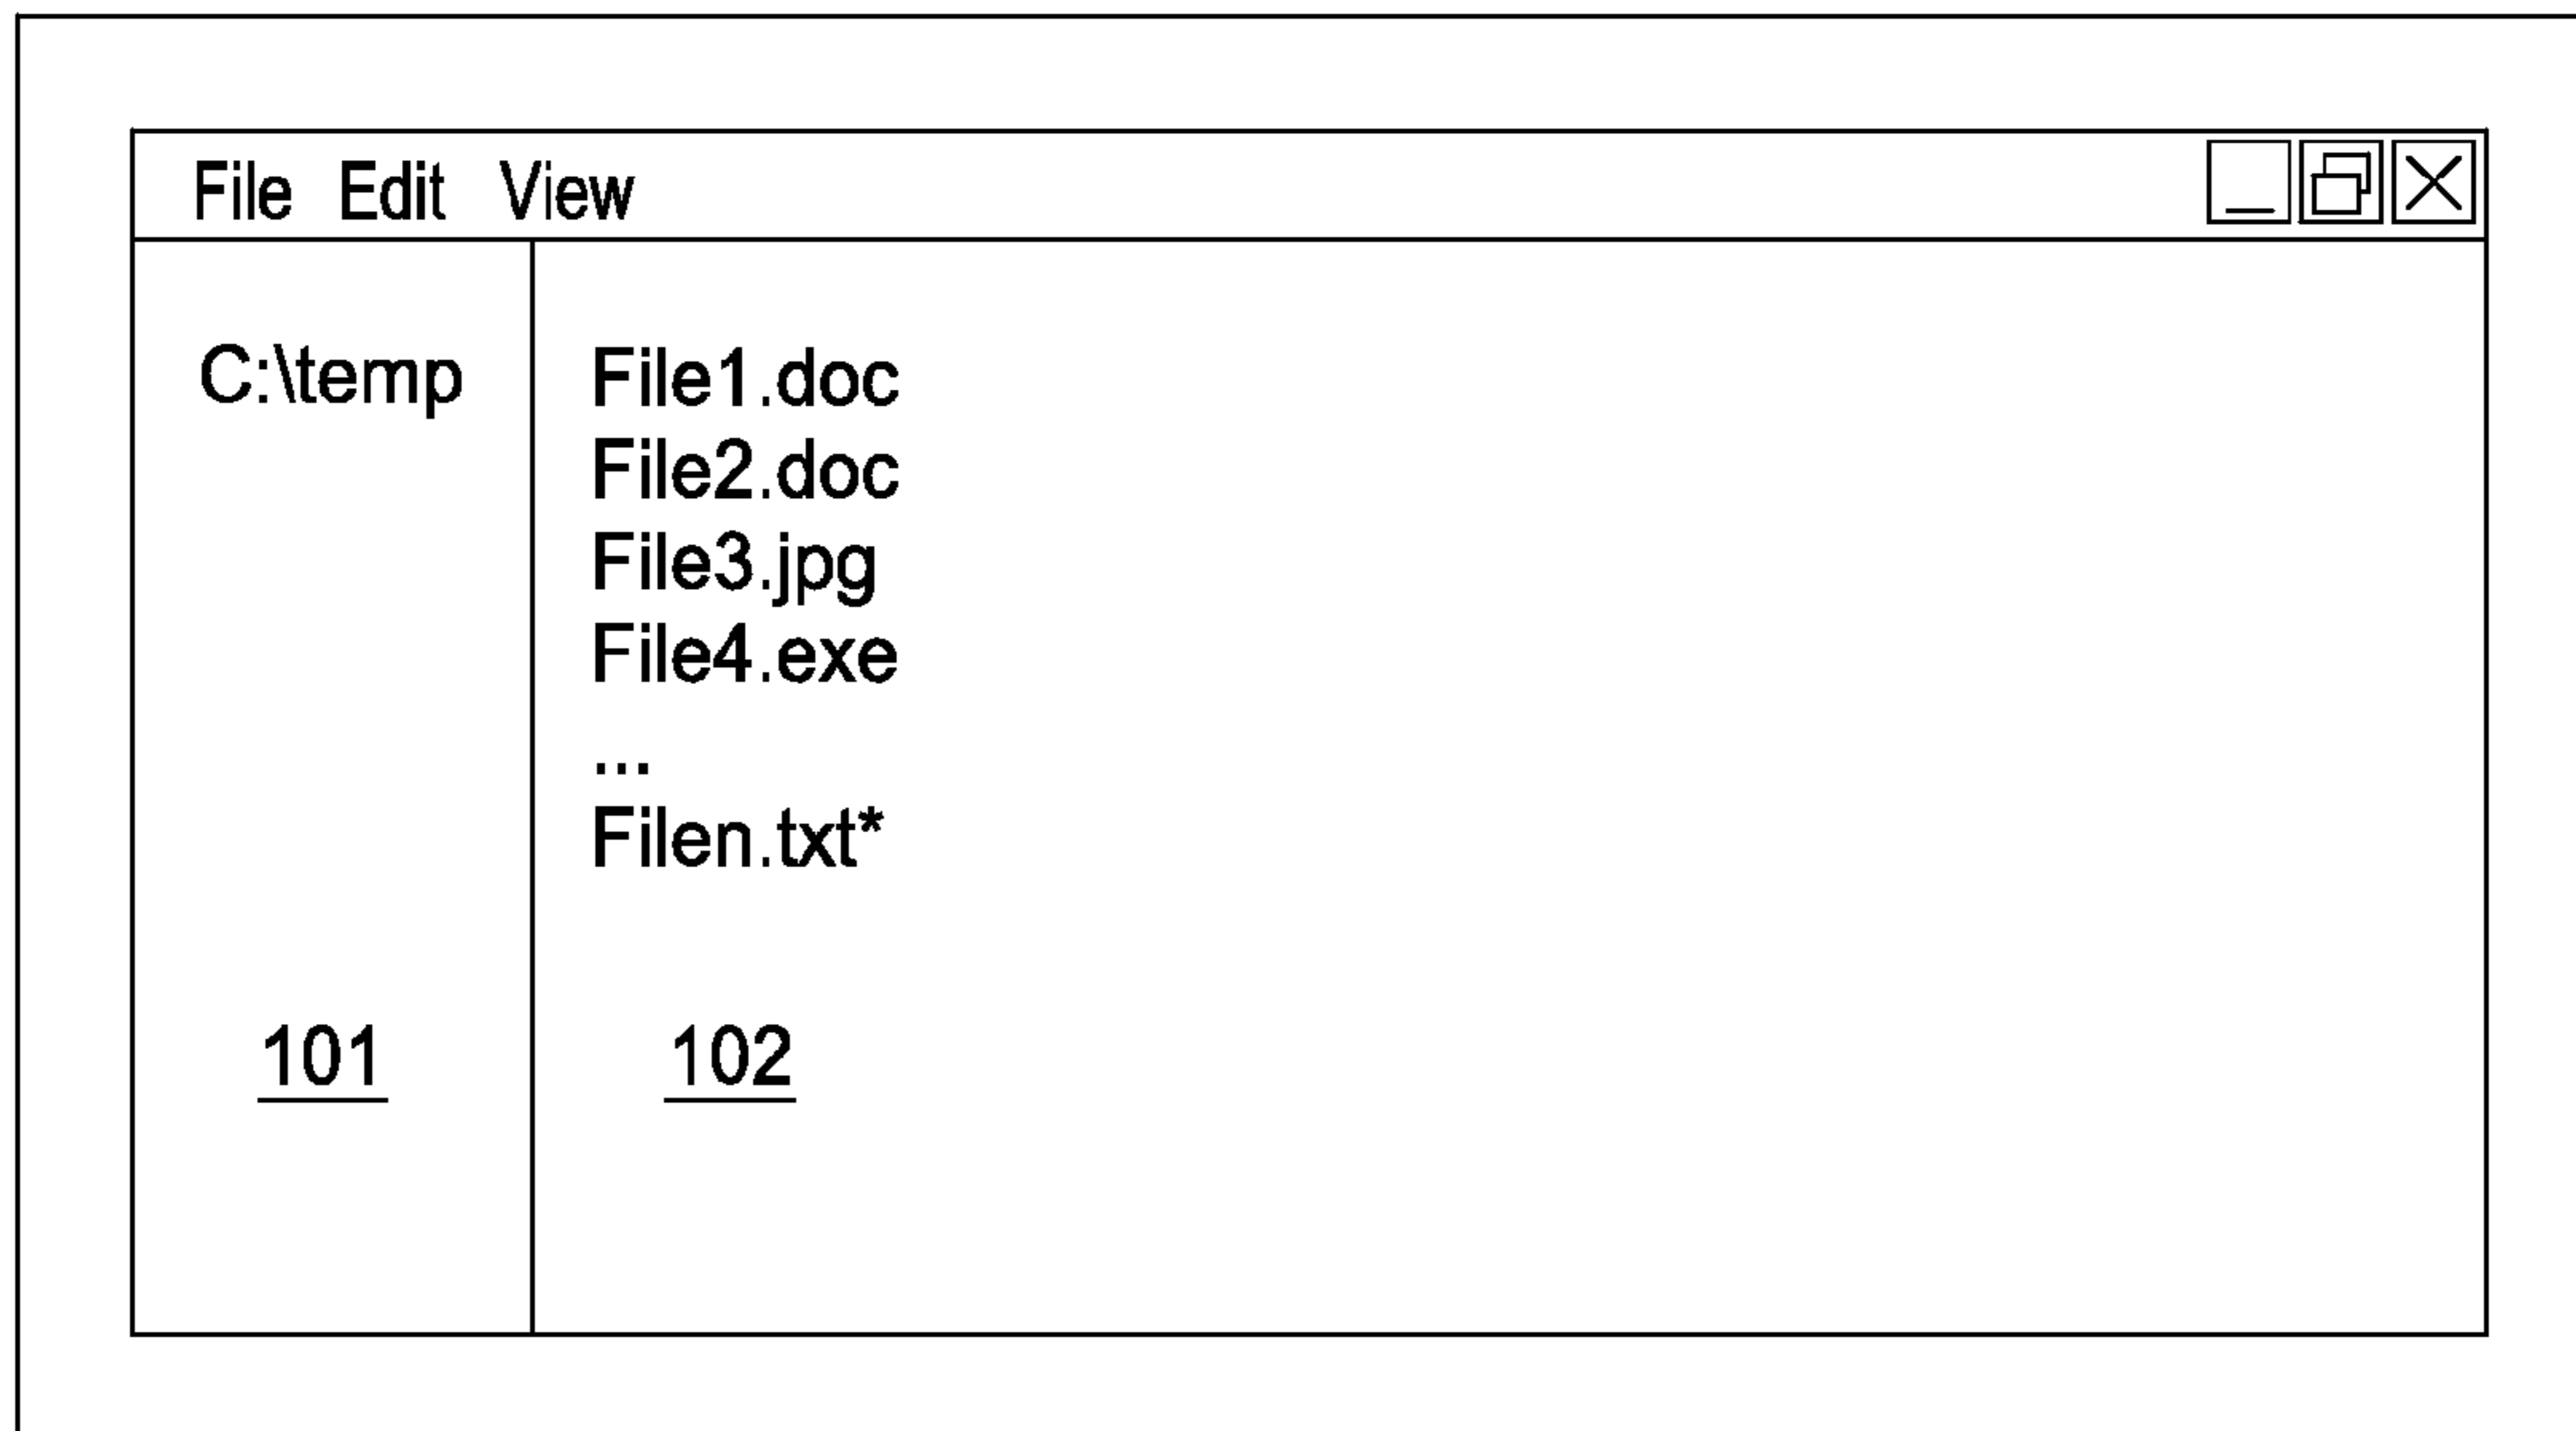 File Edit View
C:\temp
File1.doc
File2.doc
File3.jpg
File4.exe
...
Filen.txt*
101
102